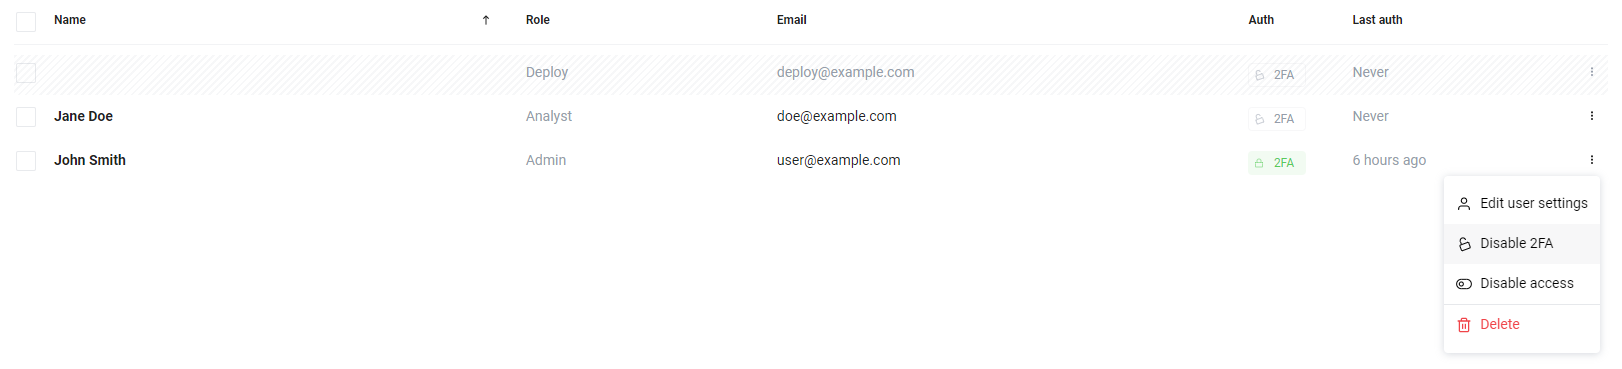 Name Role Email Auth Last auth
Deploy deploy@example.com 2FA Never
Jane Doe Analyst doe@example.com 2FA Never
John Smith Admin user@example.com 2FA 6 hours ago
Edit user settings
Disable 2FA
Disable access
Delete